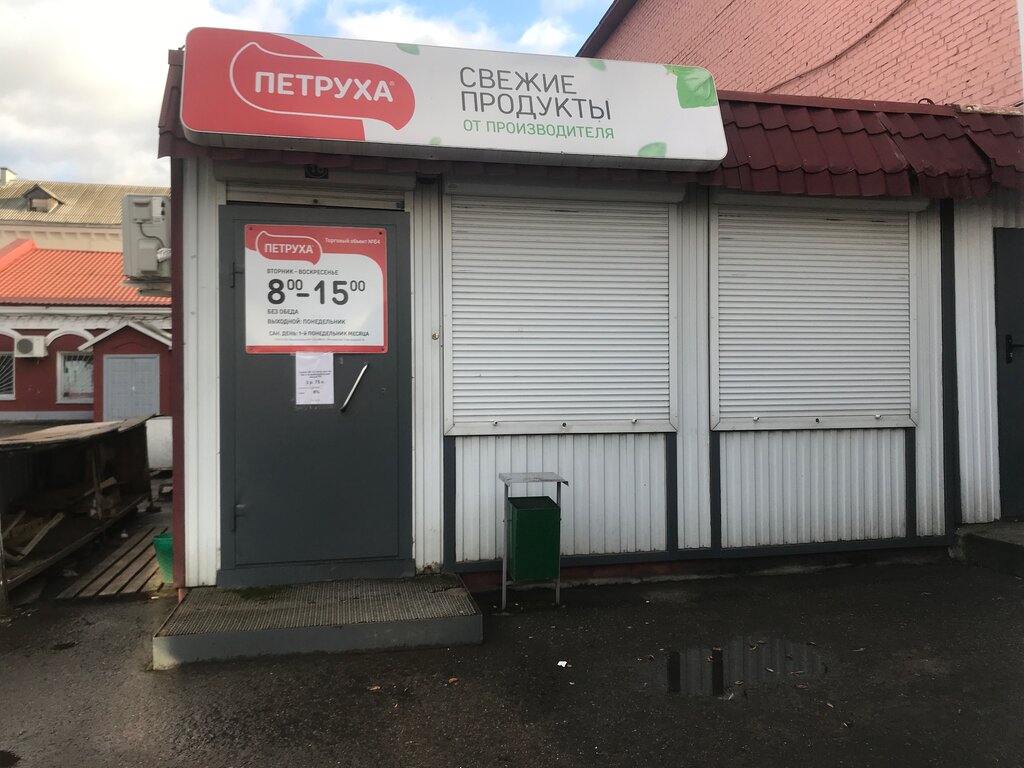 ПЕТРУХА®
СВЕЖИЕ
ПРОДУКТЫ
ОТ ПРОИЗВОДИТЕЛЯ
ПЕТРУХА
Торговый объект №64
ВТОРНИК - ВОСКРЕСЕНЬЕ
8⁰⁰–15⁰⁰
БЕЗ ОБЕДА
ВЫХОДНОЙ: ПОНЕДЕЛЬНИК
САН. ДЕНЬ: 1-Й ПОНЕДЕЛЬНИК МЕСЯЦА